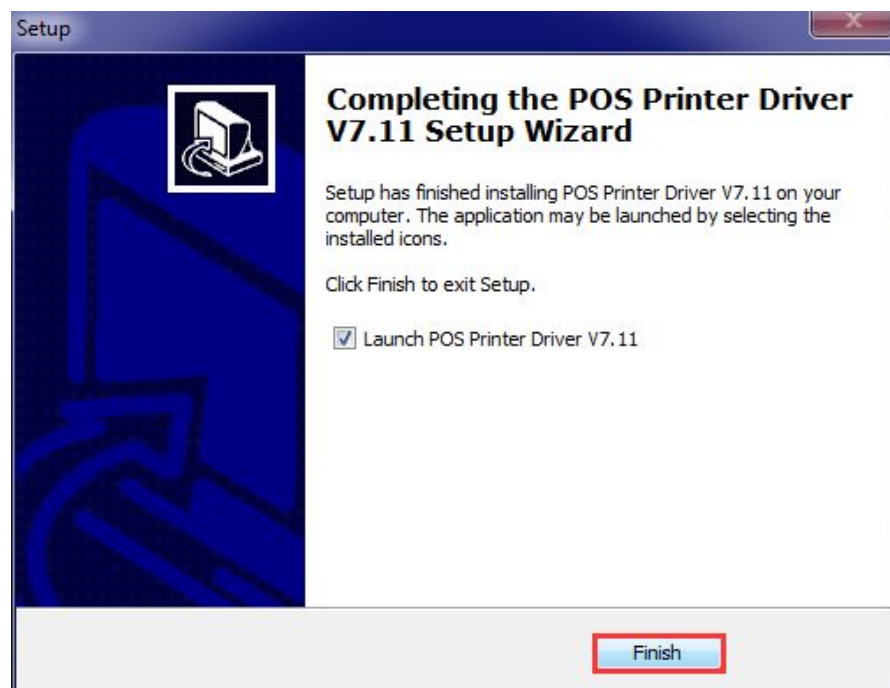 Setup
Completing the POS Printer Driver
V7.11 Setup Wizard
Setup has finished installing POS Printer Driver V7.11 on your
computer. The application may be launched by selecting the
installed icons.
Click Finish to exit Setup.
Launch POS Printer Driver V7.11
Finish